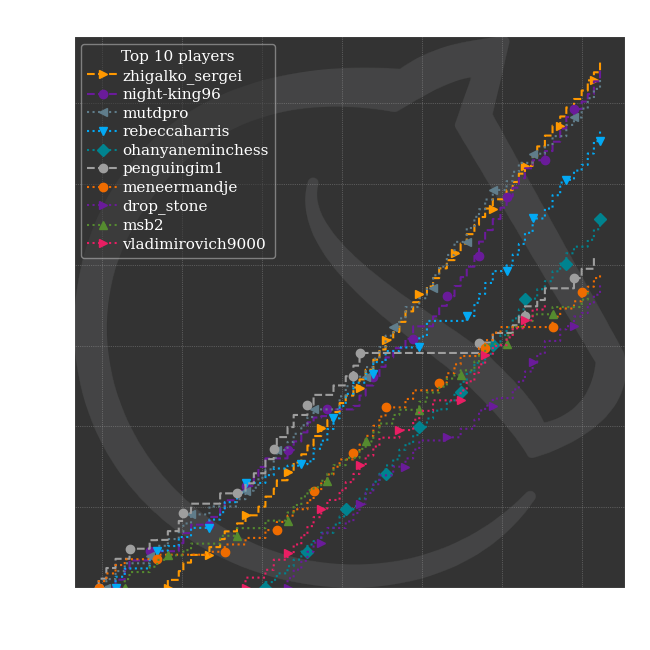 Top 10 players
zhigalko_sergei
night-king96
mutdpro
rebeccaharris
ohanyaneminchess
penguingim1
meneermandje
drop_stone
msb2
vladimirovich9000